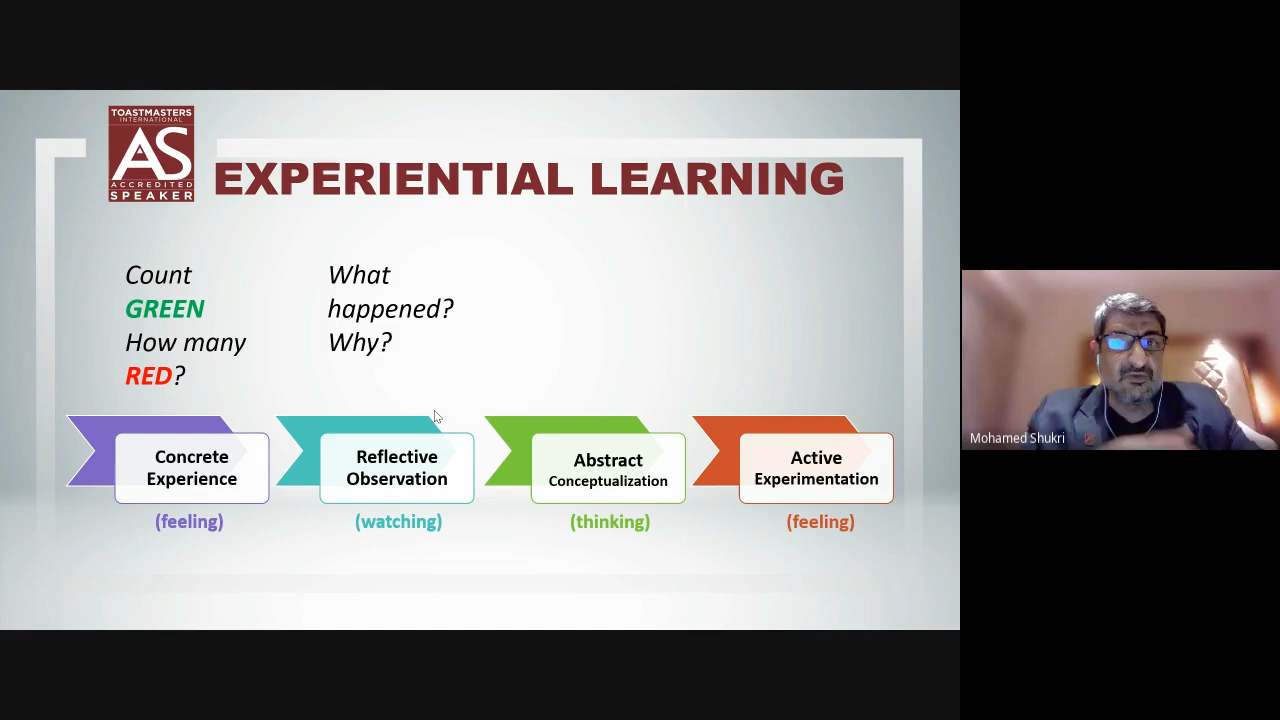 TOASTMASTERS
INTERNATIONAL
AS
ACCREDITED
SPEAKER
EXPERIENTIAL LEARNING
Count
GREEN
How many
RED?
What
happened?
Why?
Concrete
Experience
(feeling)
Reflective
Observation
(watching)
Abstract
Conceptualization
(thinking)
Active
Experimentation
(feeling)
Mohamed Shukri